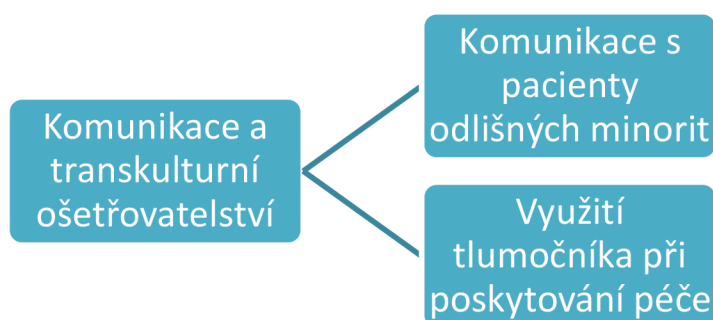 Komunikace a
transkulturní
ošetřovatelství
Komunikace s
pacienty
odlišných minorit
Využití
tlumočníka při
poskytování péče